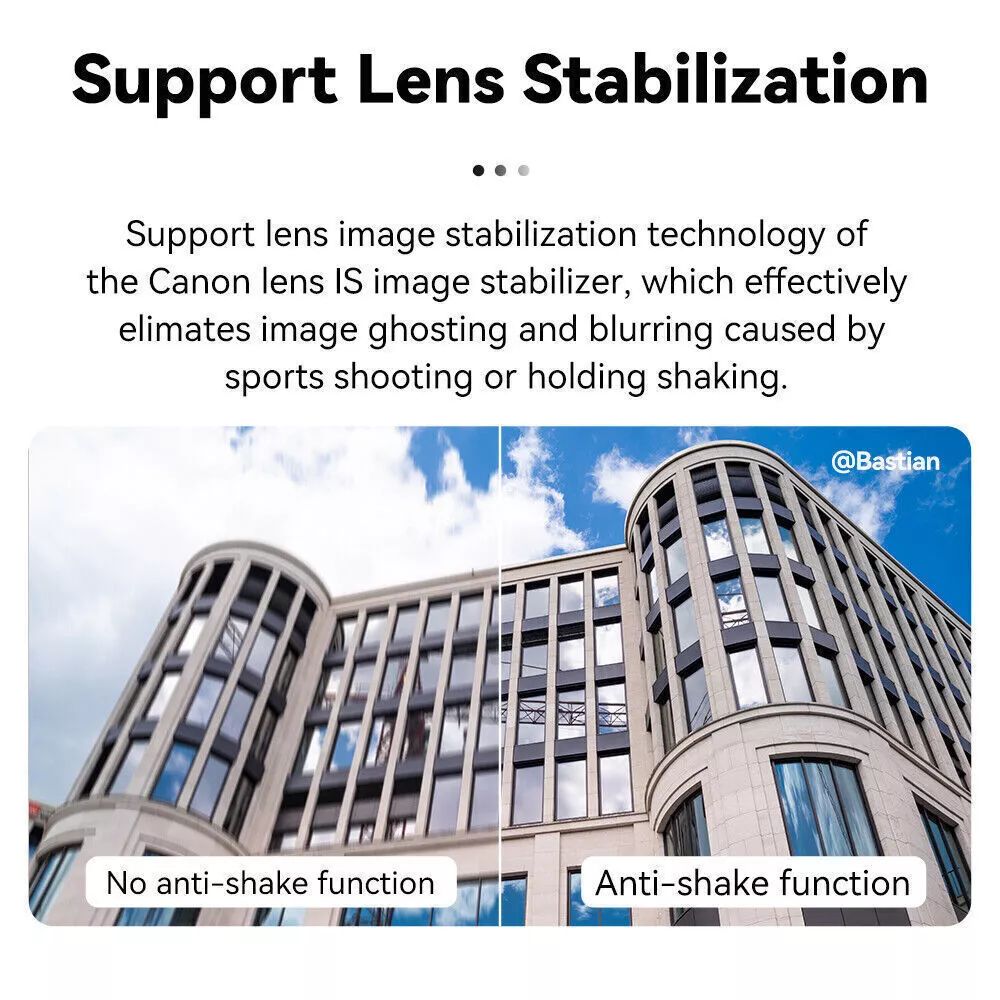 Support Lens Stabilization
Support lens image stabilization technology of
the Canon lens IS image stabilizer, which effectively
elimates image ghosting and blurring caused by
sports shooting or holding shaking.
@Bastian
No anti-shake function
Anti-shake function